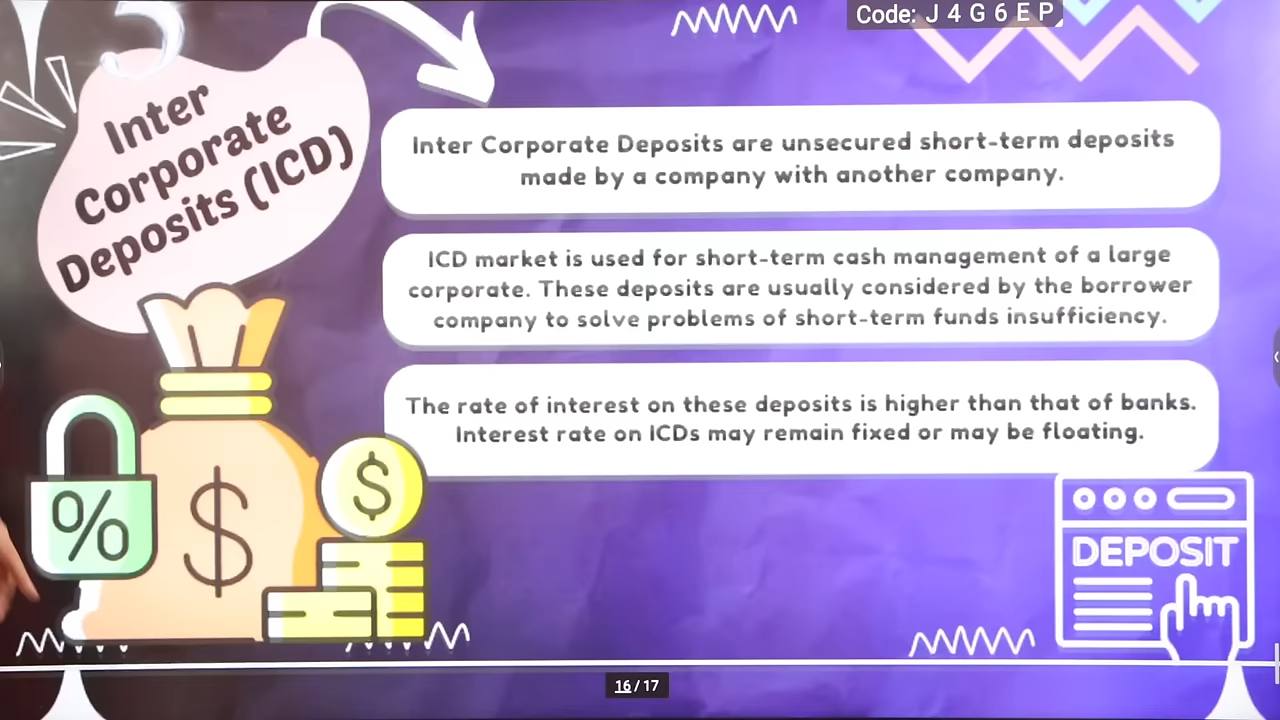 Code: J 4 G 6 E P
Inter
Corporate
Deposits (ICD)
Inter Corporate Deposits are unsecured short-term deposits
made by a company with another company.
ICD market is used for short-term cash management of a large
corporate. These deposits are usually considered by the borrower
company to solve problems of short-term funds insufficiency.
The rate of interest on these deposits is higher than that of banks.
Interest rate on ICDs may remain fixed or may be floating.
%
$
$
DEPOSIT
16 / 17